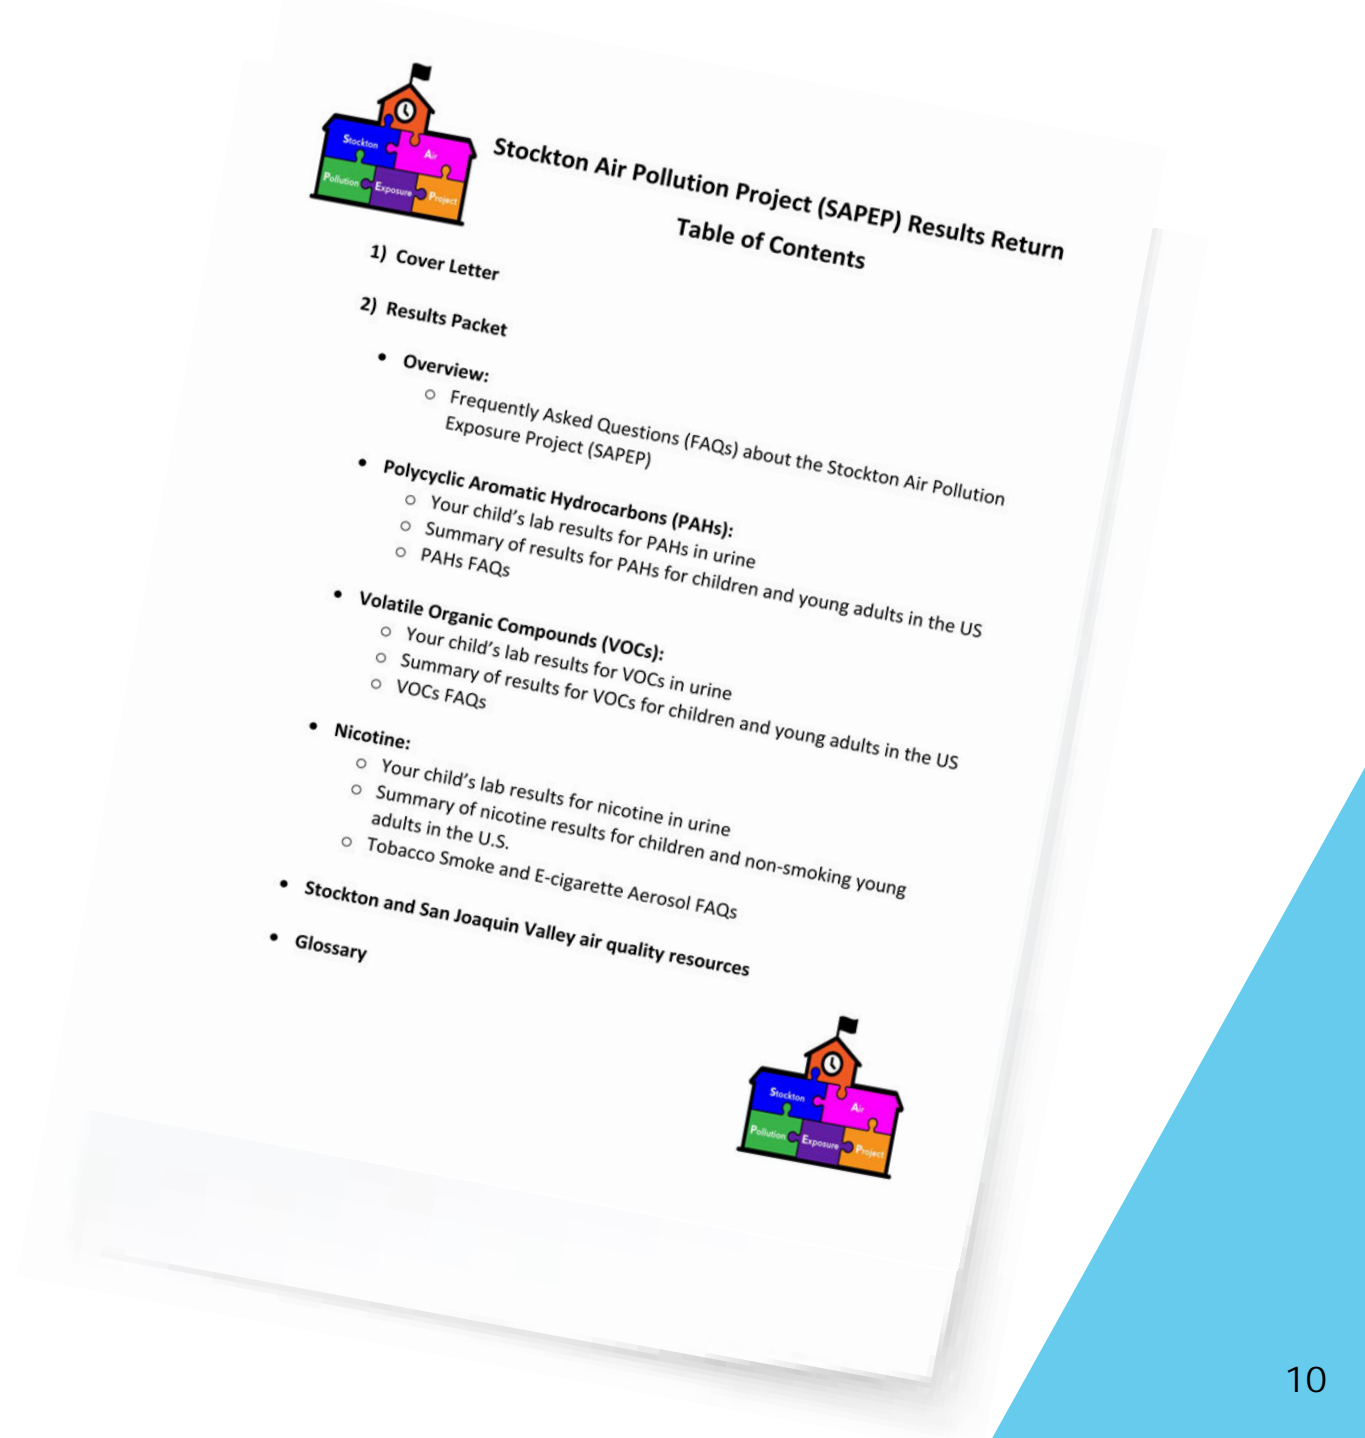 Stockton Air
Pollution Exposure Project
Stockton Air Pollution Project (SAPEP) Results Return
Table of Contents
1) Cover Letter
2) Results Packet
• Overview:
○ Frequently Asked Questions (FAQs) about the Stockton Air Pollution
Exposure Project (SAPEP)
• Polycyclic Aromatic Hydrocarbons (PAHs):
○ Your child's lab results for PAHs in urine
○ Summary of results for PAHs for children and young adults in the US
○ PAHs FAQs
• Volatile Organic Compounds (VOCs):
○ Your child's lab results for VOCs in urine
○ Summary of results for VOCs for children and young adults in the US
○ VOCs FAQs
• Nicotine:
○ Your child's lab results for nicotine in urine
○ Summary of nicotine results for children and non-smoking young
adults in the U.S.
○ Tobacco Smoke and E-cigarette Aerosol FAQs
• Stockton and San Joaquin Valley air quality resources
• Glossary
Stockton Air
Pollution Exposure Project
10